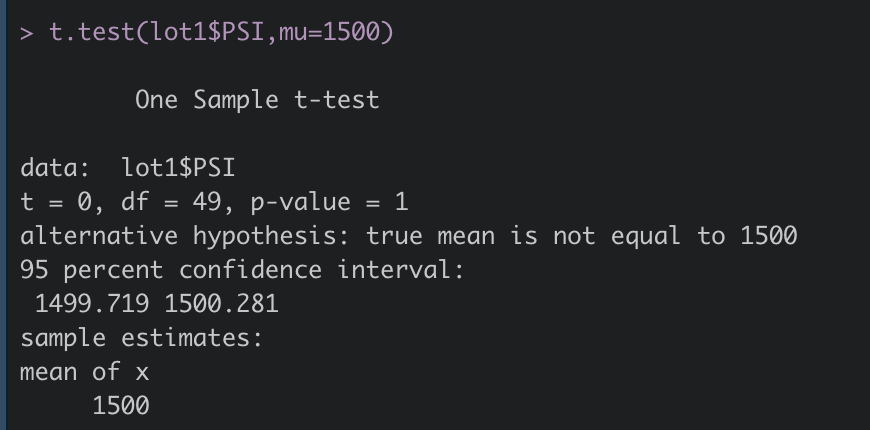 > t.test(lot1$PSI,mu=1500)
One Sample t-test
data:  lot1$PSI
t = 0, df = 49, p-value = 1
alternative hypothesis: true mean is not equal to 1500
95 percent confidence interval:
1499.719 1500.281
sample estimates:
mean of x
1500